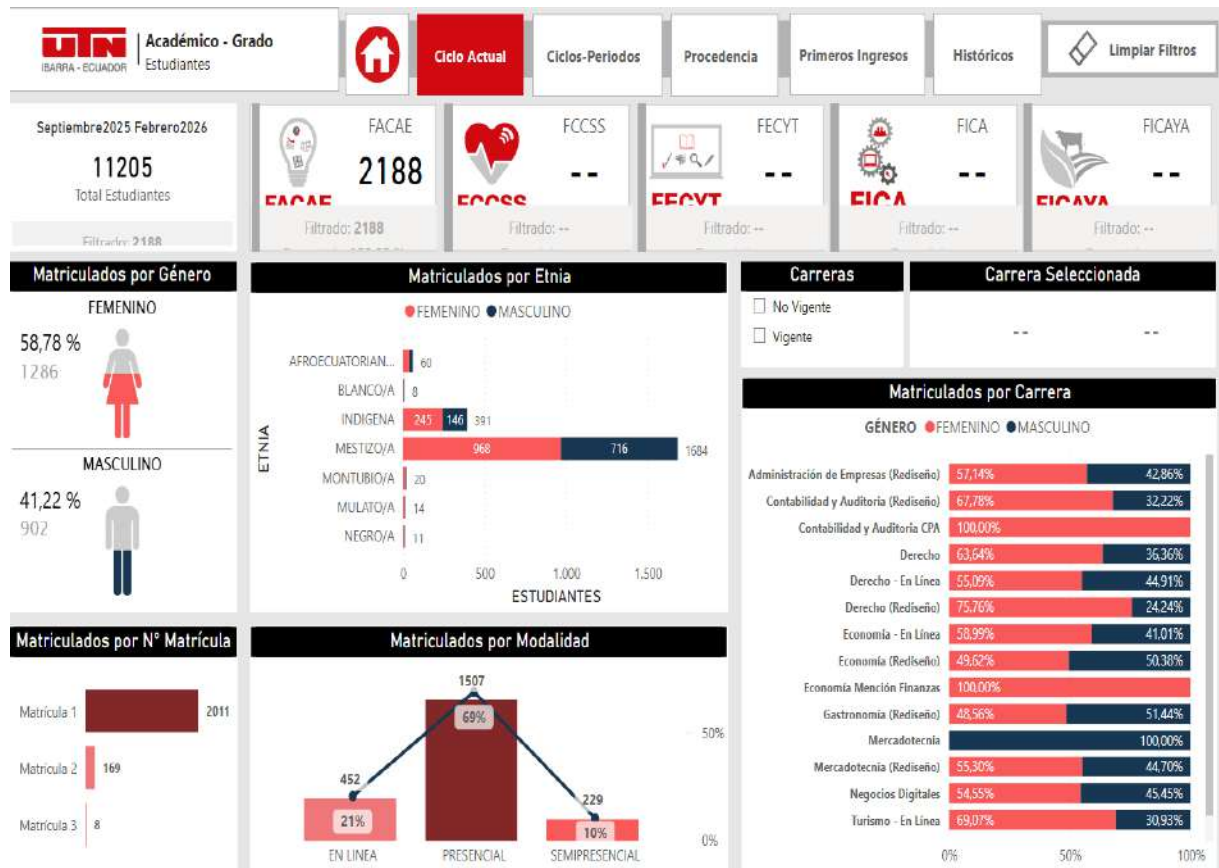 UTN
IBARRA - ECUADOR
Académico - Grado
Estudiantes
Ciclo Actual
Ciclos-Periodos
Procedencia
Primeros Ingresos
Históricos
Limpiar Filtros
Septiembre2025 Febrero2026
11205
Total Estudiantes
Filtrado: 2188
FACAE
2188
FACAE
Filtrado: 2188
FCCSS
--
FCCSS
Filtrado: --
FECYT
--
FECYT
Filtrado: --
FICA
--
FICA
Filtrado: --
FICAYA
--
FICAYA
Filtrado: --
Matriculados por Género
FEMENINO
58,78 %
1286
MASCULINO
41,22 %
902
Matriculados por Etnia
FEMENINO MASCULINO
ETNIA
AFROECUATORIAN... 60
BLANCO/A 8
INDIGENA 245 146 391
MESTIZO/A 968 716 1684
MONTUBIO/A 20
MULATO/A 14
NEGRO/A 11
0 500 1.000 1.500
ESTUDIANTES
Carreras
No Vigente
Vigente
Carrera Seleccionada
-- --
Matriculados por Carrera
GÉNERO FEMENINO MASCULINO
Administración de Empresas (Rediseño) 57,14% 42,86%
Contabilidad y Auditoria (Rediseño) 67,78% 32,22%
Contabilidad y Auditoria CPA 100,00%
Derecho 63,64% 36,36%
Derecho - En Línea 55,09% 44,91%
Derecho (Rediseño) 75,76% 24,24%
Economía - En Línea 58,99% 41,01%
Economía (Rediseño) 49,62% 50,38%
Economía Mención Finanzas 100,00%
Gastronomía (Rediseño) 48,56% 51,44%
Mercadotecnia 100,00%
Mercadotecnia (Rediseño) 55,30% 44,70%
Negocios Digitales 54,55% 45,45%
Turismo - En Línea 69,07% 30,93%
0% 50% 100%
Matriculados por N° Matrícula
Matrícula 1 2011
Matrícula 2 169
Matrícula 3 8
Matriculados por Modalidad
452 1507 229
21% 69% 10%
50%
0%
EN LINEA PRESENCIAL SEMIPRESENCIAL